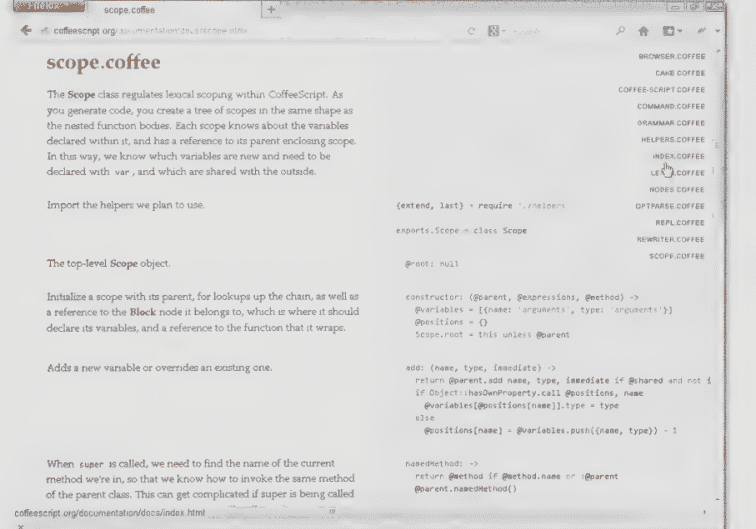 Firefox
scope.coffee
+
coffeescript.org/documentation/docs/scope.html
scope.coffee
The Scope class regulates lexical scoping within CoffeeScript. As
you generate code, you create a tree of scopes in the same shape as
the nested function bodies. Each scope knows about the variables
declared within it, and has a reference to its parent enclosing scope.
In this way, we know which variables are new and need to be
declared with var , and which are shared with the outside.
Import the helpers we plan to use.
The top-level Scope object.
Initialize a scope with its parent, for lookups up the chain, as well as
a reference to the Block node it belongs to, which is where it should
declare its variables, and a reference to the function that it wraps.
Adds a new variable or overrides an existing one.
When super is called, we need to find the name of the current
method we're in, so that we know how to invoke the same method
of the parent class. This can get complicated if super is being called
BROWSER.COFFEE
CAKE.COFFEE
COFFEE-SCRIPT.COFFEE
COMMAND.COFFEE
GRAMMAR.COFFEE
HELPERS.COFFEE
INDEX.COFFEE
NODES.COFFEE
OPTPARSE.COFFEE
REPL.COFFEE
REWRITER.COFFEE
SCOPE.COFFEE
{extend, last} = require './helpers
exports.Scope = class Scope
@root: null
constructor: (@parent, @expressions, @method) ->
@variables = [{name: 'arguments', type: 'arguments'}]
@positions = {}
Scope.root = this unless @parent
add: (name, type, immediate) ->
return @parent.add name, type, immediate if @shared and not i
if Object::hasOwnProperty.call @positions, name
@variables[@positions[name]].type = type
else
@positions[name] = @variables.push({name, type}) - 1
namedMethod: ->
return @method if @method.name or !@parent
@parent.namedMethod()
coffeescript.org/documentation/docs/index.html